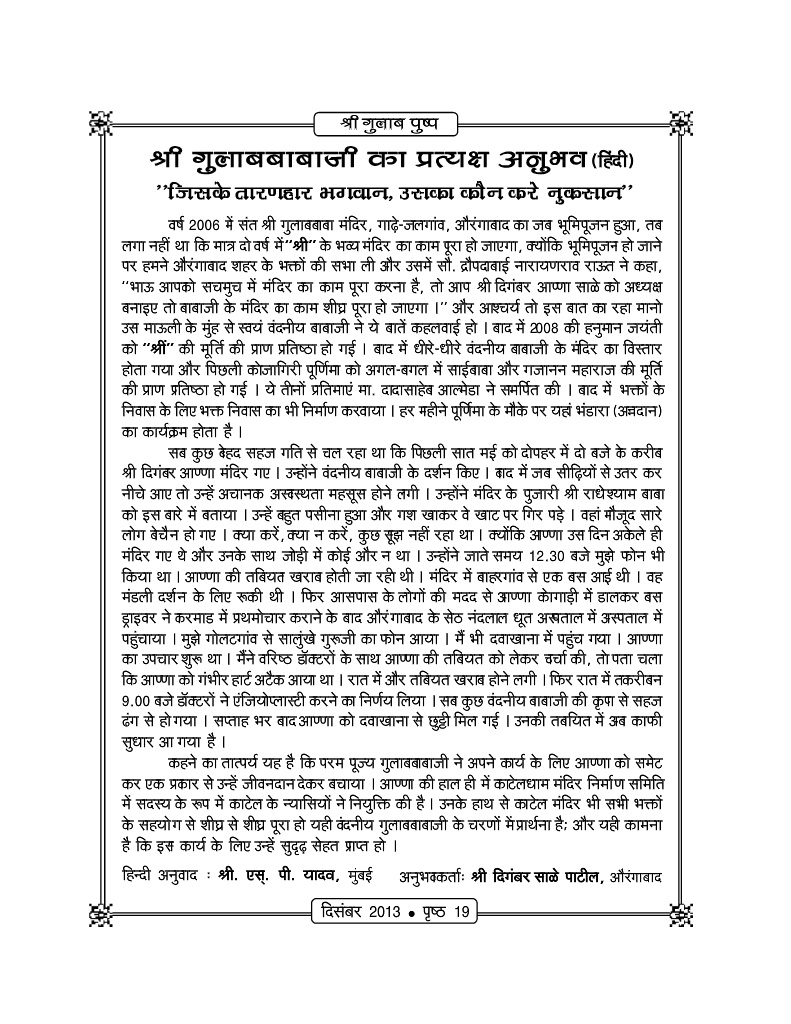 श्री गुलाब पुष्प
श्री गुलाबबाबाजी का प्रत्यक्ष अनुभव (हिंदी)
”जिसके तारणहार भगवान, उसका कौन करे नुकसान”
वर्ष 2006 में संत श्री गुलाबबाबा मंदिर, गाढ़े-जलगांव, औरंगाबाद का जब भूमिपूजन हुआ, तब
लगा नहीं था कि मात्र दो वर्ष में “श्री” के भव्य मंदिर का काम पूरा हो जाएगा, क्योंकि भूमिपूजन हो जाने
पर हमने औरंगाबाद शहर के भक्तों की सभा ली और उसमें सौ. द्रौपदाबाई नारायणराव राऊत ने कहा,
“भाऊ आपको सचमुच में मंदिर का काम पूरा करना है, तो आप श्री दिगंबर आण्णा साळे को अध्यक्ष
बनाइए तो बाबाजी के मंदिर का काम शीघ्र पूरा हो जाएगा ।” और आश्चर्य तो इस बात का रहा मानो
उस माऊली के मुंह से स्वयं वंदनीय बाबाजी ने ये बातें कहलवाई हो । बाद में 2008 की हनुमान जयंती
को “श्रीं” की मूर्ति की प्राण प्रतिष्ठा हो गई । बाद में धीरे-धीरे वंदनीय बाबाजी के मंदिर का विस्तार
होता गया और पिछली कोजागिरी पूर्णिमा को अगल-बगल में साईबाबा और गजानन महाराज की मूर्ति
की प्राण प्रतिष्ठा हो गई । ये तीनों प्रतिमाएं मा. दादासाहेब आल्मेडा ने समर्पित की । बाद में भक्तों के
निवास के लिए भक्त निवास का भी निर्माण करवाया । हर महीने पूर्णिमा के मौके पर यहां भंडारा (अन्नदान)
का कार्यक्रम होता है ।
सब कुछ बेहद सहज गति से चल रहा था कि पिछली सात मई को दोपहर में दो बजे के करीब
श्री दिगंबर आण्णा मंदिर गए । उन्होंने वंदनीय बाबाजी के दर्शन किए । बाद में जब सीढ़ियों से उतर कर
नीचे आए तो उन्हें अचानक अस्वस्थता महसूस होने लगी । उन्होंने मंदिर के पुजारी श्री राधेश्याम बाबा
को इस बारे में बताया । उन्हें बहुत पसीना हुआ और गश खाकर वे खाट पर गिर पड़े । वहां मौजूद सारे
लोग बेचैन हो गए । क्या करें, क्या न करें, कुछ सूझ नहीं रहा था । क्योंकि आण्णा उस दिन अकेले ही
मंदिर गए थे और उनके साथ जोड़ी में कोई और न था । उन्होंने जाते समय 12.30 बजे मुझे फोन भी
किया था । आण्णा की तबियत खराब होती जा रही थी । मंदिर में बाहरगांव से एक बस आई थी । वह
मंडली दर्शन के लिए रूकी थी । फिर आसपास के लोगों की मदद से आण्णा कोगाड़ी में डालकर बस
ड्राइवर ने करमाड में प्रथमोचार कराने के बाद औरंगाबाद के सेठ नंदलाल धूत अस्पताल में अस्पताल में
पहुंचाया । मुझे गोलटगांव से सालुंखे गुरूजी का फोन आया । मैं भी दवाखाना में पहुंच गया । आण्णा
का उपचार शुरू था । मैंने वरिष्ठ डॉक्टरों के साथ आण्णा की तबियत को लेकर चर्चा की, तो पता चला
कि आण्णा को गंभीर हार्ट अटैक आया था । रात में और तबियत खराब होने लगी । फिर रात में तकरीबन
9.00 बजे डॉक्टरों ने एंजियोप्लास्टी करने का निर्णय लिया । सब कुछ वंदनीय बाबाजी की कृपा से सहज
ढंग से हो गया । सप्ताह भर बाद आण्णा को दवाखाना से छुट्टी मिल गई । उनकी तबयित में अब काफी
सुधार आ गया है ।
कहने का तात्पर्य यह है कि परम पूज्य गुलाबबाबाजी ने अपने कार्य के लिए आण्णा को समेट
कर एक प्रकार से उन्हें जीवनदान देकर बचाया । आण्णा की हाल ही में काटेलधाम मंदिर निर्माण समिति
में सदस्य के रूप में काटेल के न्यासियों ने नियुक्ति की है । उनके हाथ से काटेल मंदिर भी सभी भक्तों
के सहयोग से शीघ्र से शीघ्र पूरा हो यही वंदनीय गुलाबबाबाजी के चरणों में प्रार्थना है; और यही कामना
है कि इस कार्य के लिए उन्हें सुदृढ़ सेहत प्राप्त हो ।
हिन्दी अनुवाद : श्री. एस्. पी. यादव, मुंबई अनुभवकर्ताः श्री दिगंबर साळे पाटील, औरंगाबाद
दिसंबर 2013 ● पृष्ठ 19